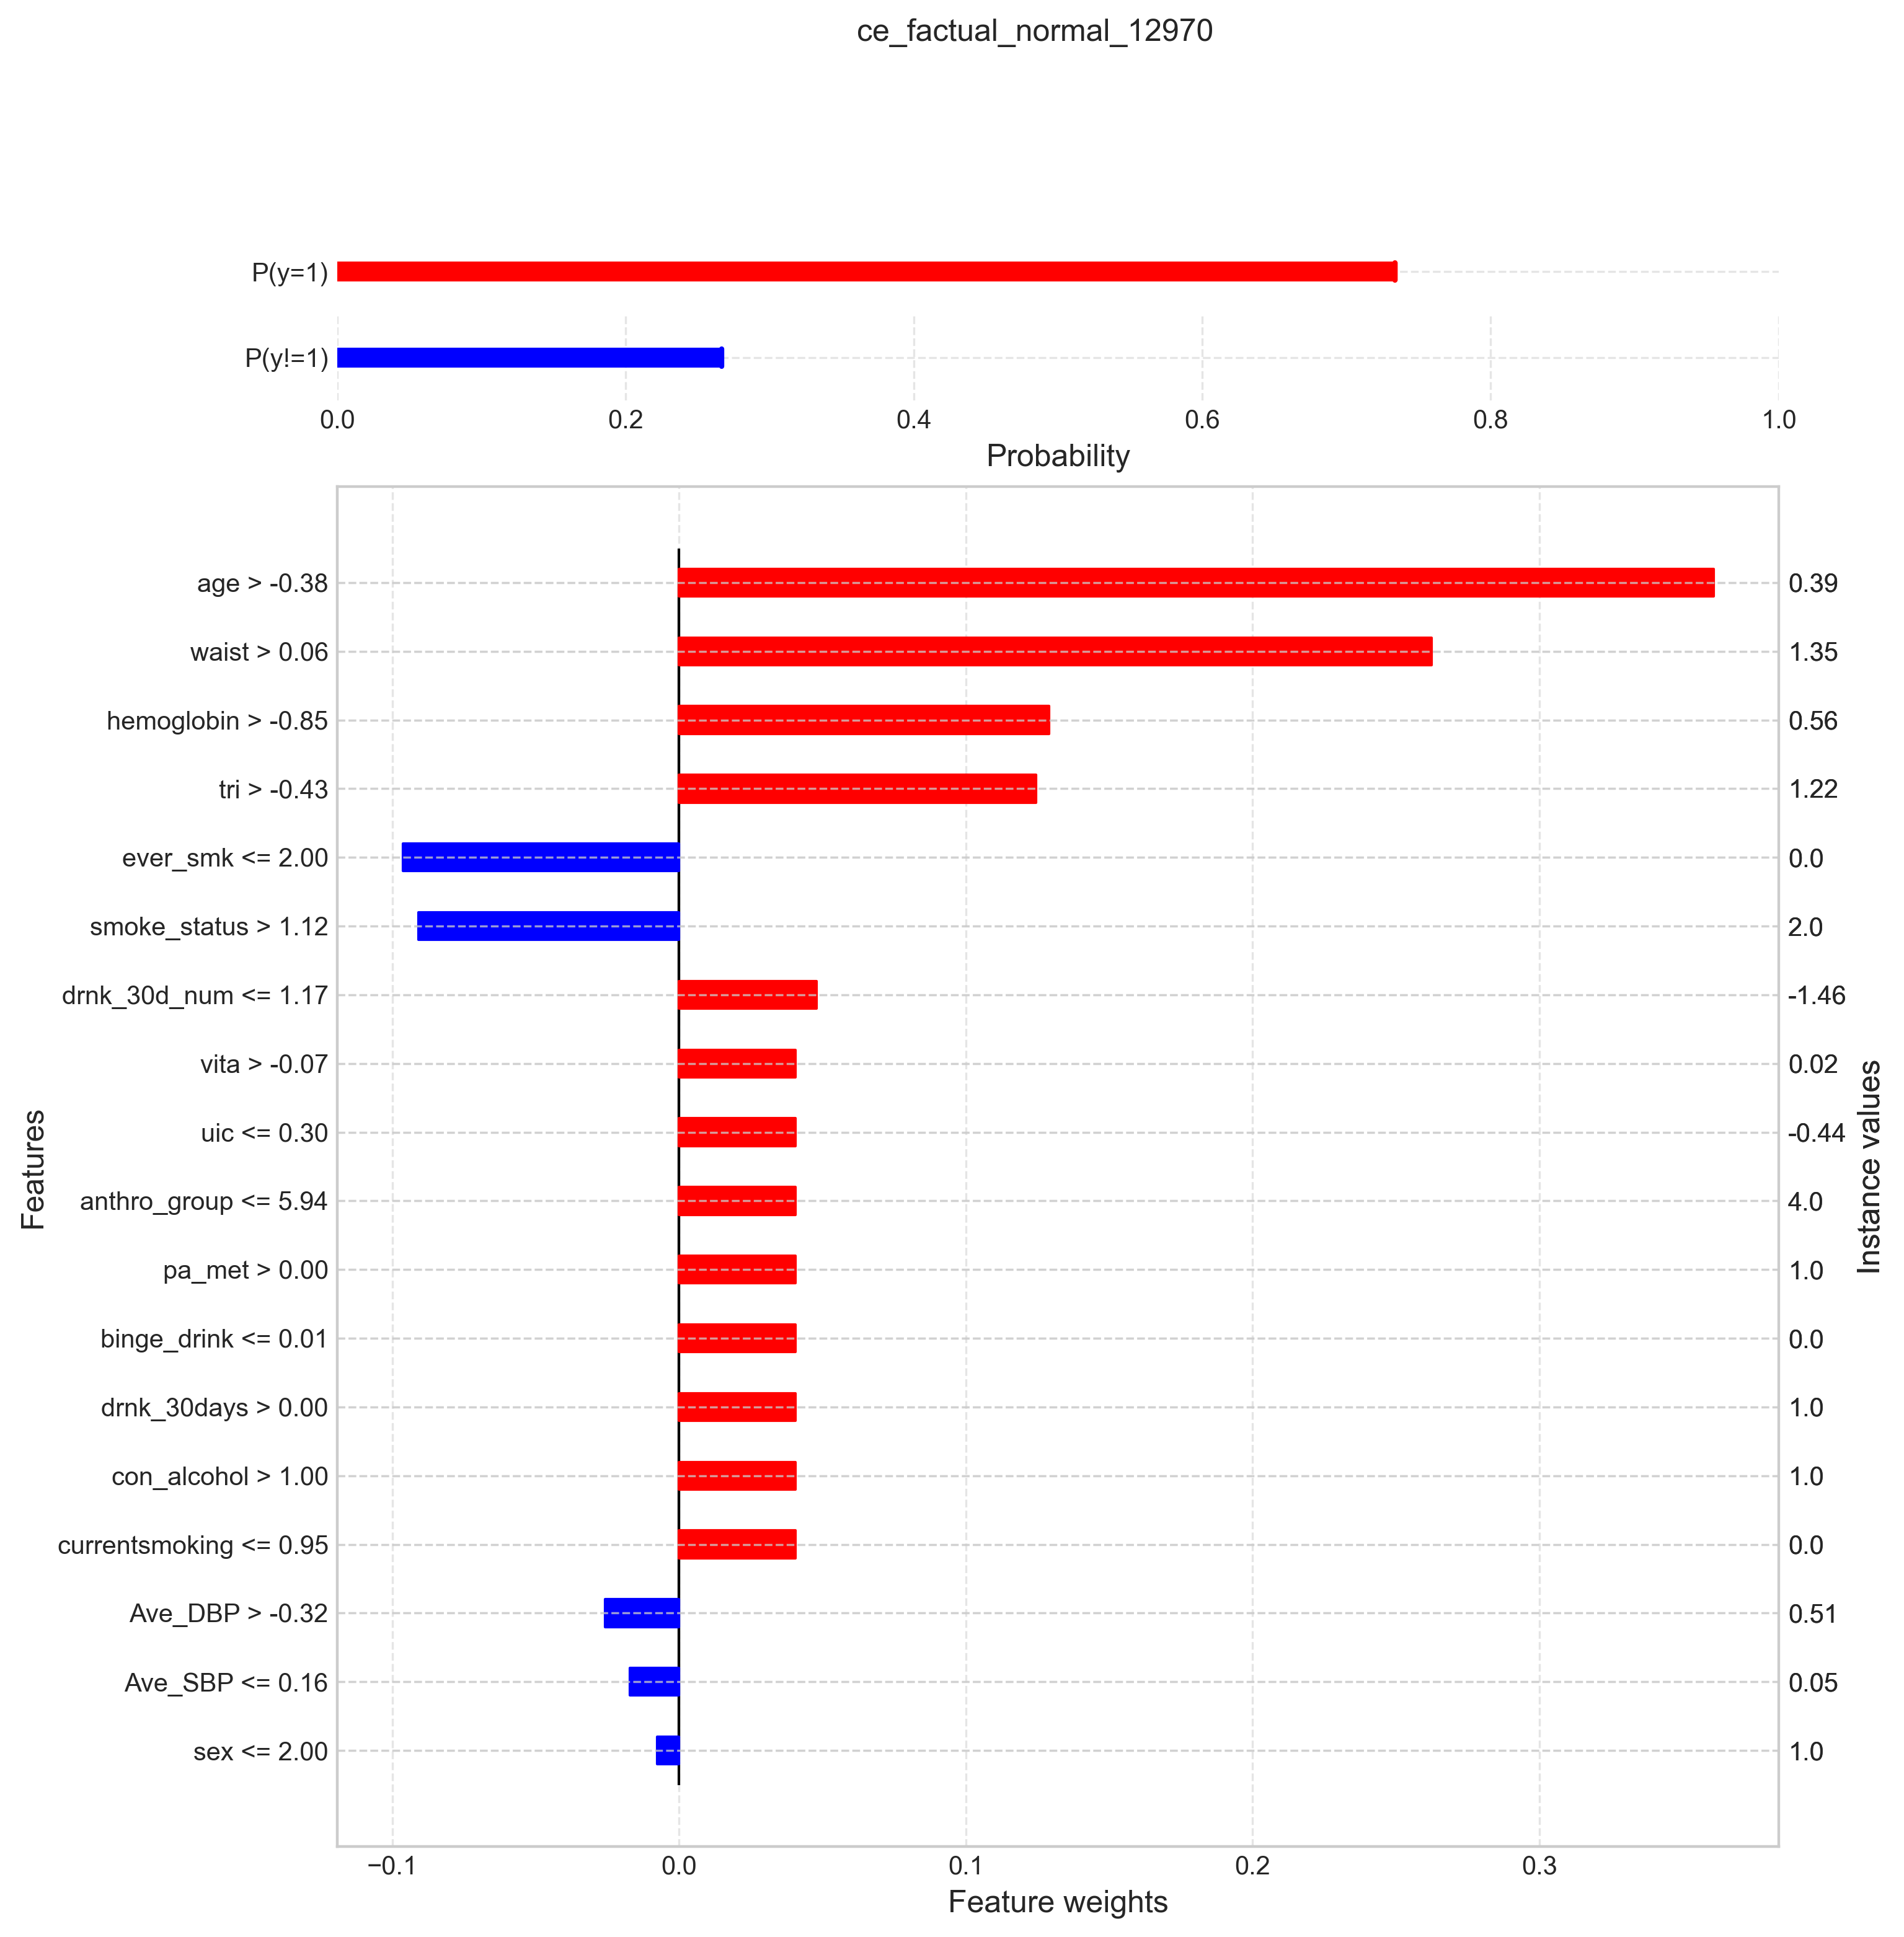 ce_factual_normal_12970
P(y=1)
P(y!=1)
0.0 0.2 0.4 0.6 0.8 1.0
Probability
age > -0.38 0.39
waist > 0.06 1.35
hemoglobin > -0.85 0.56
tri > -0.43 1.22
ever_smk <= 2.00 0.0
smoke_status > 1.12 2.0
drnk_30d_num <= 1.17 -1.46
vita > -0.07 0.02
uic <= 0.30 -0.44
anthro_group <= 5.94 4.0
pa_met > 0.00 1.0
binge_drink <= 0.01 0.0
drnk_30days > 0.00 1.0
con_alcohol > 1.00 1.0
currentsmoking <= 0.95 0.0
Ave_DBP > -0.32 0.51
Ave_SBP <= 0.16 0.05
sex <= 2.00 1.0
Features
Instance values
−0.1 0.0 0.1 0.2 0.3
Feature weights